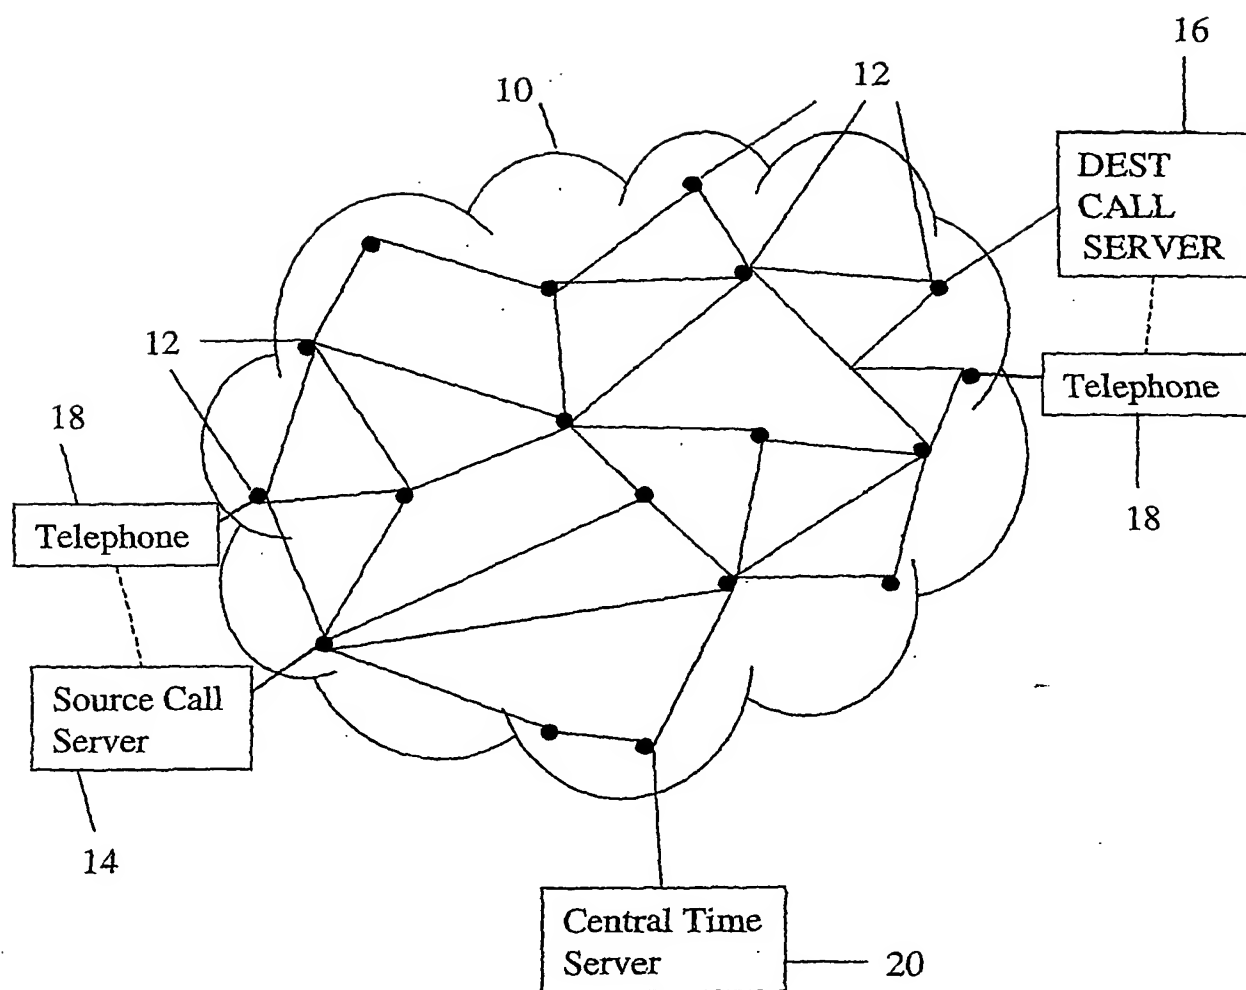 16
10
12
DEST
CALL
SERVER
12
Telephone
18
18
Telephone
Source Call
Server
14
Central Time
Server
20